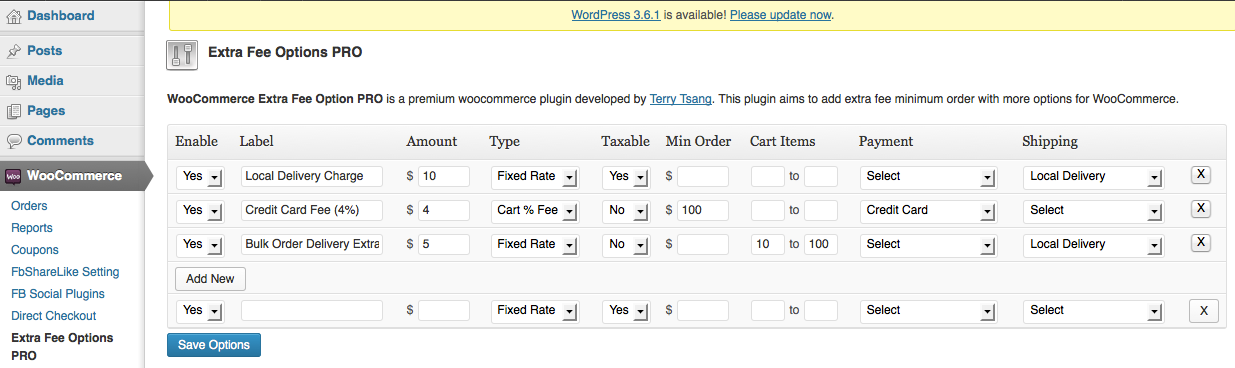 WordPress 3.6.1 is available! Please update now.
Dashboard
Posts
Media
Pages
Comments
Woo WooCommerce
Orders
Reports
Coupons
FbShareLike Setting
FB Social Plugins
Direct Checkout
Extra Fee Options
PRO
Extra Fee Options PRO
WooCommerce Extra Fee Option PRO is a premium woocommerce plugin developed by Terry Tsang. This plugin aims to add extra fee minimum order with more options for WooCommerce.
Enable Label Amount Type Taxable Min Order Cart Items Payment Shipping
Yes Local Delivery Charge $ 10 Fixed Rate Yes $ to Select Local Delivery X
Yes Credit Card Fee (4%) $ 4 Cart % Fee No $ 100 to Credit Card Select X
Yes Bulk Order Delivery Extra $ 5 Fixed Rate No $ 10 to 100 Select Local Delivery X
Add New
Yes $ Fixed Rate Yes $ to Select Select X
Save Options